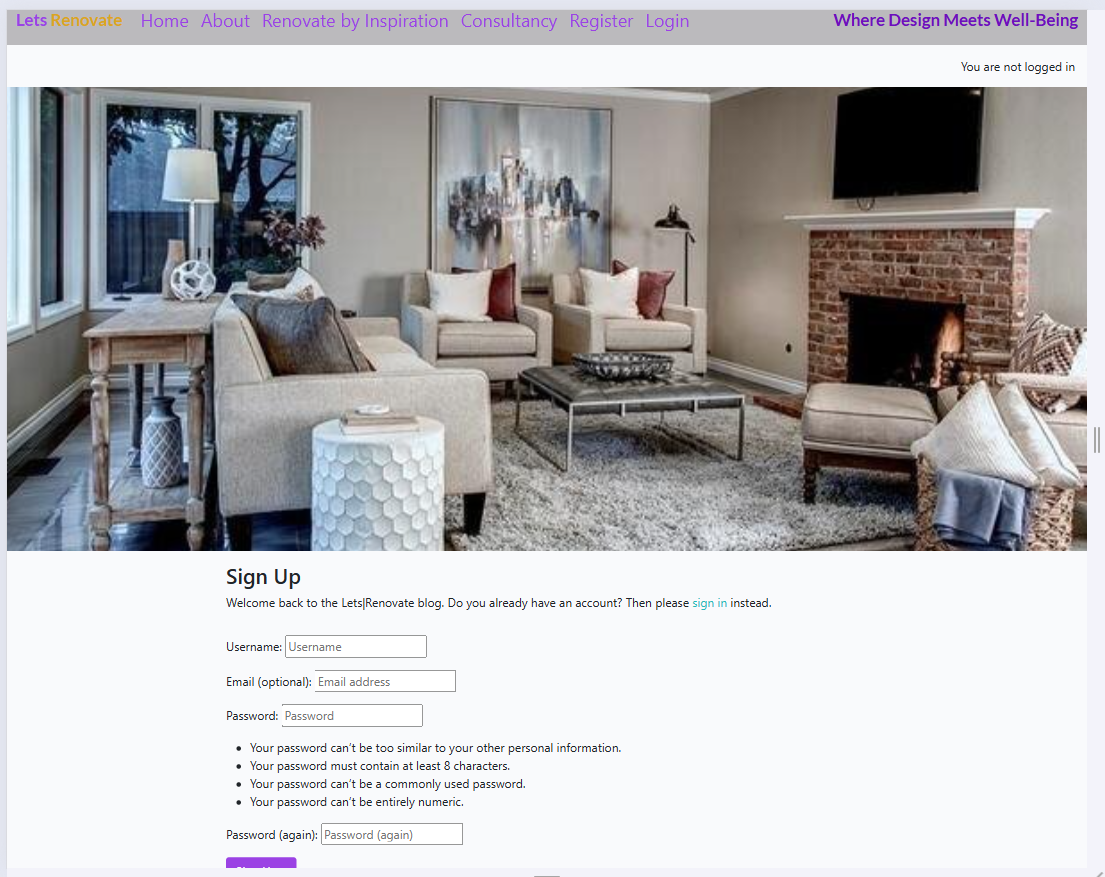 Lets Renovate Home About Renovate by Inspiration Consultancy Register Login Where Design Meets Well-Being
You are not logged in
Sign Up
Welcome back to the Lets|Renovate blog. Do you already have an account? Then please sign in instead.
Username: Username
Email (optional): Email address
Password: Password
• Your password can't be too similar to your other personal information.
• Your password must contain at least 8 characters.
• Your password can't be a commonly used password.
• Your password can't be entirely numeric.
Password (again): Password (again)